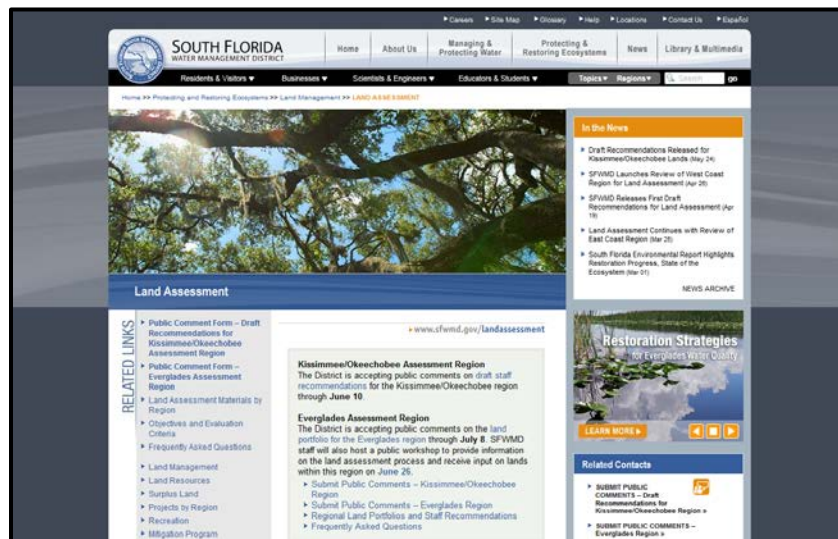 Careers Site Map Glossary Help Locations Contact Us Español
SOUTH FLORIDA
WATER MANAGEMENT DISTRICT
Home
About Us
Managing &
Protecting Water
Protecting &
Restoring Ecosystems
News
Library & Multimedia
Residents & Visitors ▼ Businesses ▼ Scientists & Engineers ▼ Educators & Students ▼ Topics▼ Regions▼ Search go
Home >> Protecting and Restoring Ecosystems >> Land Management >> LAND ASSESSMENT
Land Assessment
RELATED LINKS
Public Comment Form – Draft
Recommendations for
Kissimmee/Okeechobee
Assessment Region
Public Comment Form –
Everglades Assessment
Region
Land Assessment Materials by
Region
Objectives and Evaluation
Criteria
Frequently Asked Questions
Land Management
Land Resources
Surplus Land
Projects by Region
Recreation
Mitigation Program
www.sfwmd.gov/landassessment
Kissimmee/Okeechobee Assessment Region
The District is accepting public comments on draft staff
recommendations for the Kissimmee/Okeechobee region
through June 10.
Everglades Assessment Region
The District is accepting public comments on the land
portfolio for the Everglades region through July 8. SFWMD
staff will also host a public workshop to provide information
on the land assessment process and receive input on lands
within this region on June 26.
Submit Public Comments – Kissimmee/Okeechobee
Region
Submit Public Comments – Everglades Region
Regional Land Portfolios and Staff Recommendations
Frequently Asked Questions
In the News
Draft Recommendations Released for
Kissimmee/Okeechobee Lands (May 24)
SFWMD Launches Review of West Coast
Region for Land Assessment (Apr 26)
SFWMD Releases First Draft
Recommendations for Land Assessment (Apr
19)
Land Assessment Continues with Review of
East Coast Region (Mar 28)
South Florida Environmental Report Highlights
Restoration Progress, State of the
Ecosystem (Mar 01)
NEWS ARCHIVE
Restoration Strategies
for Everglades Water Quality
LEARN MORE
Related Contacts
SUBMIT PUBLIC
COMMENTS – Draft
Recommendations for
Kissimmee/Okeechobee Region »
SUBMIT PUBLIC COMMENTS –
Everglades Region »